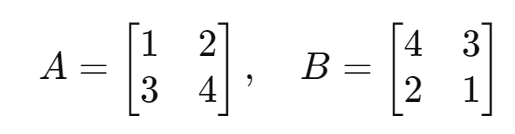 A = [1 2
3 4], B = [4 3
2 1]